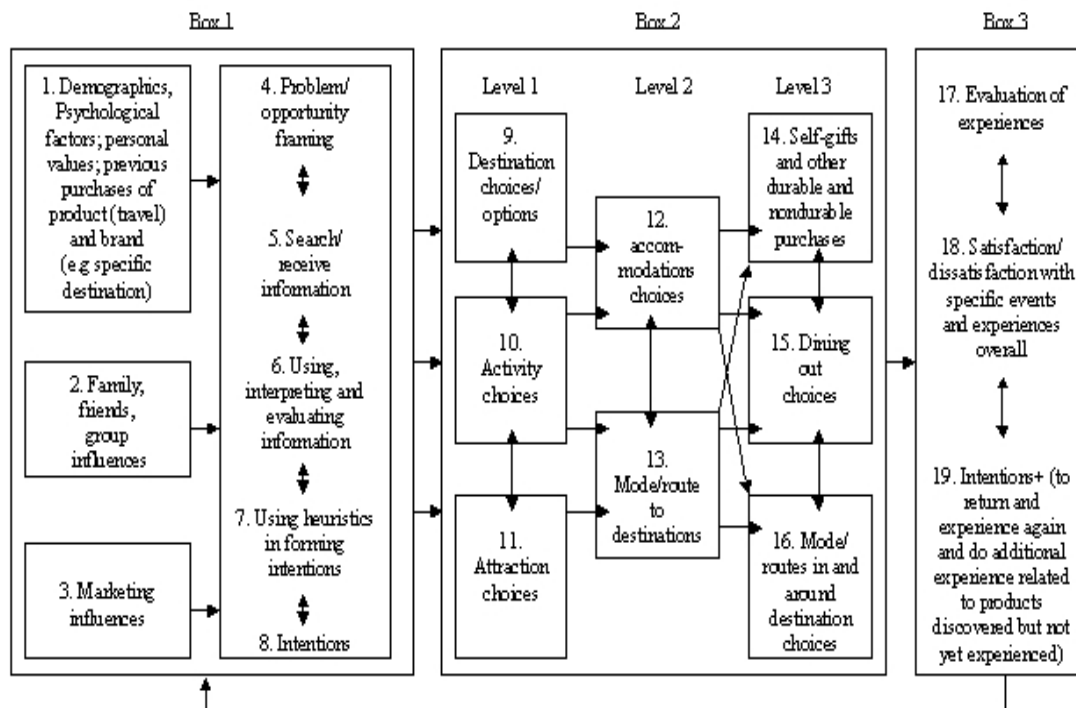 Box 1
1. Demographics,
Psychological
factors; personal
values; previous
purchases of
product (travel)
and brand
(e.g specific
destination)
2. Family,
friends,
group
influences
3. Marketing
influences
4. Problem/
opportunity
framing
5. Search/
receive
information
6. Using,
interpreting and
evaluating
information
7. Using heuristics
in forming
intentions
8. Intentions
Box 2
Level 1
9.
Destination
choices/
options
10.
Activity
choices
11.
Attraction
choices
Level 2
12.
accom-
modations
choices
13.
Mode/route
to
destinations
Level 3
14. Self-gifts
and other
durable and
nondurable
purchases
15. Dining
out choices
16. Mode/
routes in and
around
destination
choices
Box 3
17. Evaluation of
experiences
18. Satisfaction/
dissatisfaction with
specific events
and experiences
overall
19. Intentions+ (to
return and
experience again
and do additional
experience related
to products
discovered but not
yet experienced)